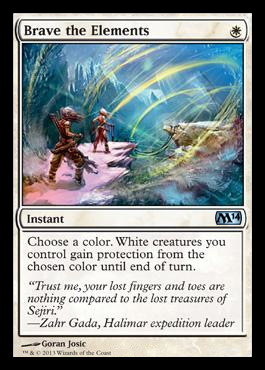 Brave the Elements
Instant
M14
Choose a color. White creatures you
control gain protection from the
chosen color until end of turn.
“Trust me, your lost fingers and toes are
nothing compared to the lost treasures of
Sejiri.”
—Zahr Gada, Halimar expedition leader
Goran Josic
™ & © 2013 Wizards of the Coast